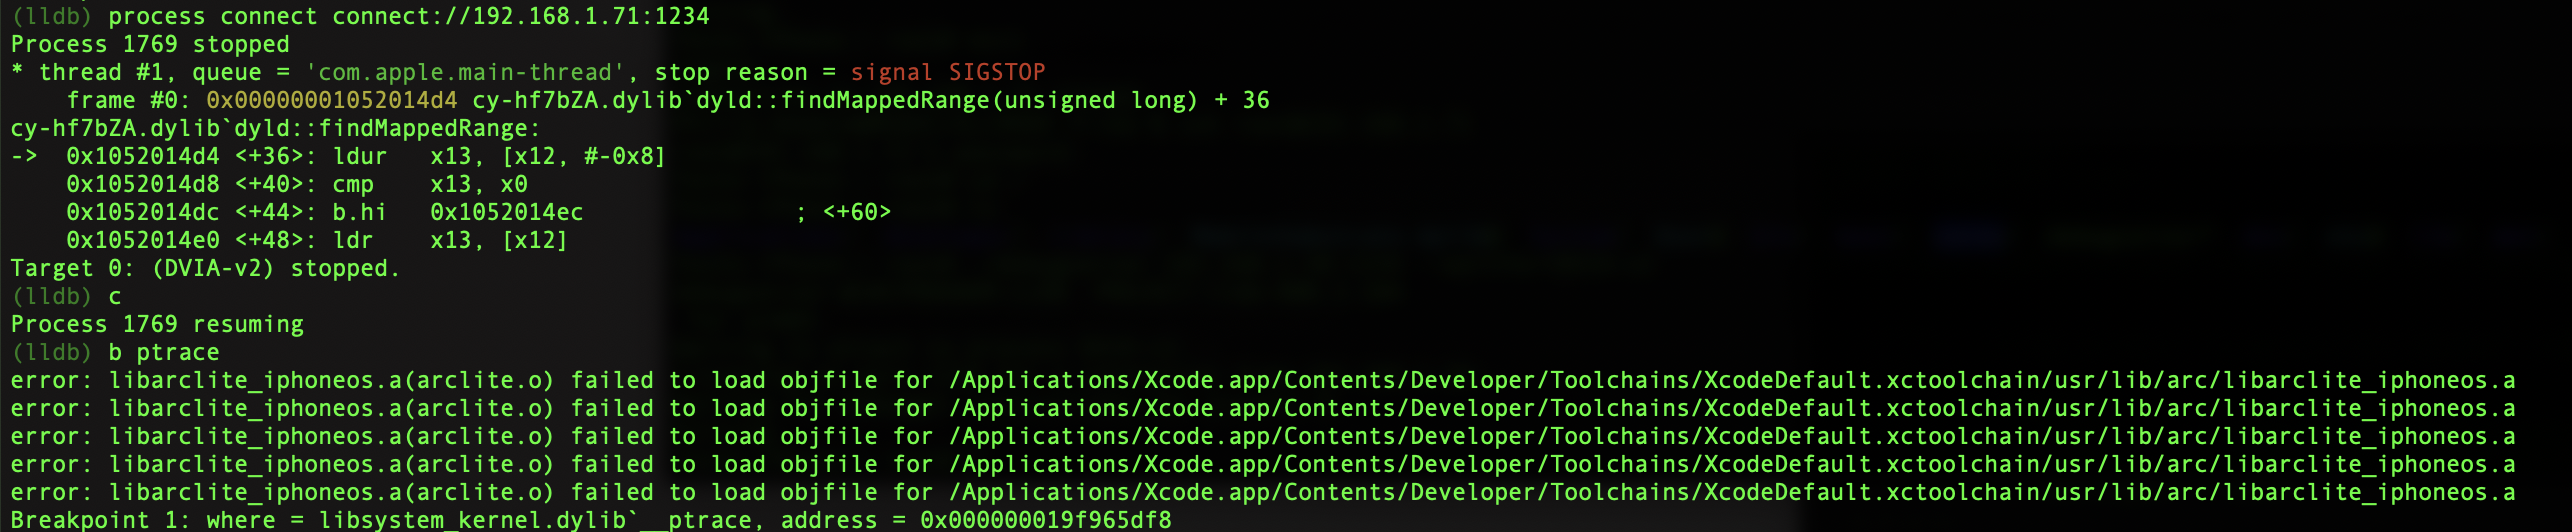 (lldb) process connect connect://192.168.1.71:1234
Process 1769 stopped
* thread #1, queue = 'com.apple.main-thread', stop reason = signal SIGSTOP
    frame #0: 0x00000001052014d4 cy-hf7bZA.dylib`dyld::findMappedRange(unsigned long) + 36
cy-hf7bZA.dylib`dyld::findMappedRange:
->  0x1052014d4 <+36>: ldur   x13, [x12, #-0x8]
    0x1052014d8 <+40>: cmp    x13, x0
    0x1052014dc <+44>: b.hi   0x1052014ec               ; <+60>
    0x1052014e0 <+48>: ldr    x13, [x12]
Target 0: (DVIA-v2) stopped.
(lldb) c
Process 1769 resuming
(lldb) b ptrace
error: libarclite_iphoneos.a(arclite.o) failed to load objfile for /Applications/Xcode.app/Contents/Developer/Toolchains/XcodeDefault.xctoolchain/usr/lib/arc/libarclite_iphoneos.a
error: libarclite_iphoneos.a(arclite.o) failed to load objfile for /Applications/Xcode.app/Contents/Developer/Toolchains/XcodeDefault.xctoolchain/usr/lib/arc/libarclite_iphoneos.a
error: libarclite_iphoneos.a(arclite.o) failed to load objfile for /Applications/Xcode.app/Contents/Developer/Toolchains/XcodeDefault.xctoolchain/usr/lib/arc/libarclite_iphoneos.a
error: libarclite_iphoneos.a(arclite.o) failed to load objfile for /Applications/Xcode.app/Contents/Developer/Toolchains/XcodeDefault.xctoolchain/usr/lib/arc/libarclite_iphoneos.a
error: libarclite_iphoneos.a(arclite.o) failed to load objfile for /Applications/Xcode.app/Contents/Developer/Toolchains/XcodeDefault.xctoolchain/usr/lib/arc/libarclite_iphoneos.a
Breakpoint 1: where = libsystem_kernel.dylib`__ptrace, address = 0x000000019f965df8